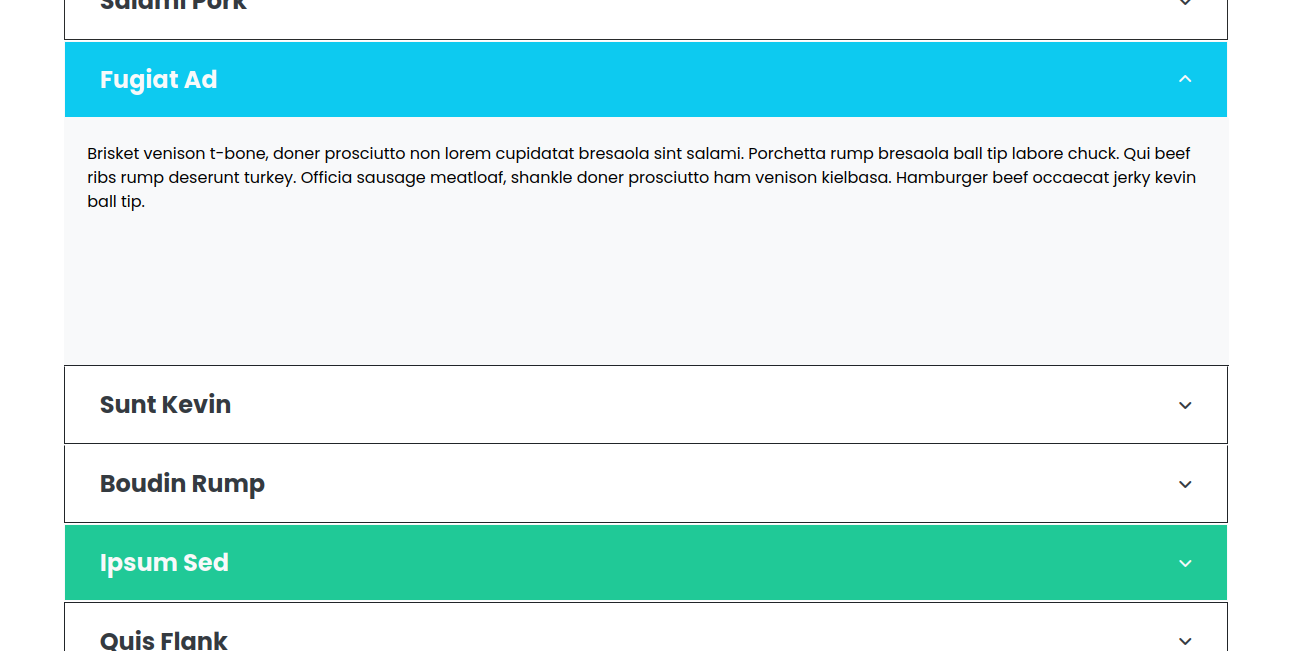 Salami Pork
Fugiat Ad
Brisket venison t-bone, doner prosciutto non lorem cupidatat bresaola sint salami. Porchetta rump bresaola ball tip labore chuck. Qui beef
ribs rump deserunt turkey. Officia sausage meatloaf, shankle doner prosciutto ham venison kielbasa. Hamburger beef occaecat jerky kevin
ball tip.
Sunt Kevin
Boudin Rump
Ipsum Sed
Quis Flank